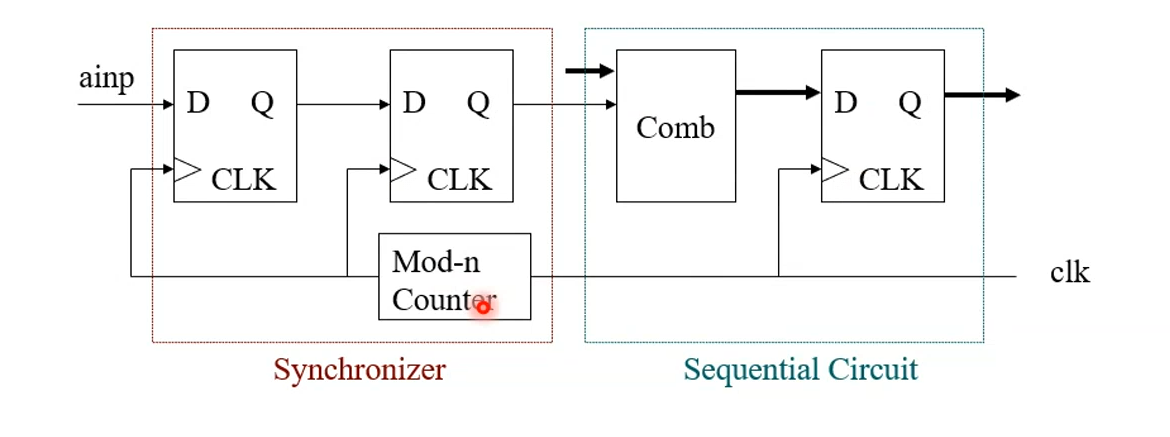 ainp
D Q
CLK
D Q
CLK
Comb
D Q
CLK
Mod-n
Counter
clk
Synchronizer
Sequential Circuit